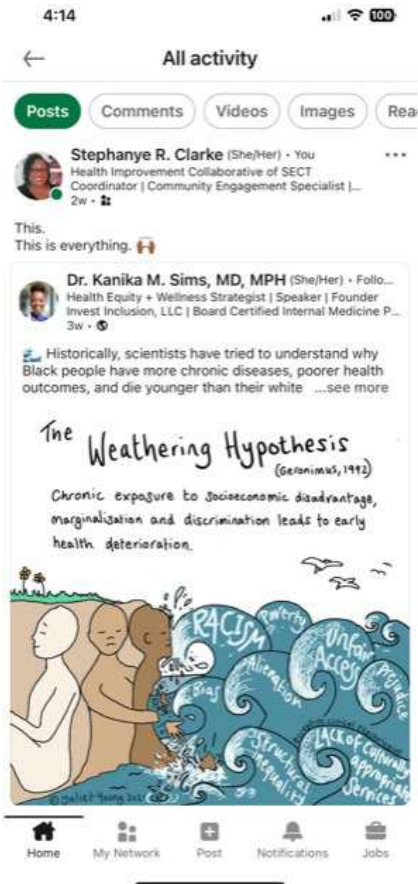 4:14
100
All activity
Posts
Comments
Videos
Images
Rea
Stephanye R. Clarke (She/Her) • You
Health Improvement Collaborative of SECT
Coordinator | Community Engagement Specialist |...
2w •
This.
This is everything.
Dr. Kanika M. Sims, MD, MPH (She/Her) • Follo...
Health Equity + Wellness Strategist | Speaker | Founder
Invest Inclusion, LLC | Board Certified Internal Medicine P...
3w •
Historically, scientists have tried to understand why
Black people have more chronic diseases, poorer health
outcomes, and die younger than their white ...see more
The
Weathering Hypothesis
(Geronimus, 1992)
Chronic exposure to socioeconomic disadvantage,
marginalisation and discrimination leads to early
health deterioration.
RACISM
Poverty
Unfair
Access
Prejudice
Alienation
Bias
Structural
inequality
LACK of Culturally
appropriate
Services
© Juliet Young 2021
Home
My Network
Post
Notifications
Jobs